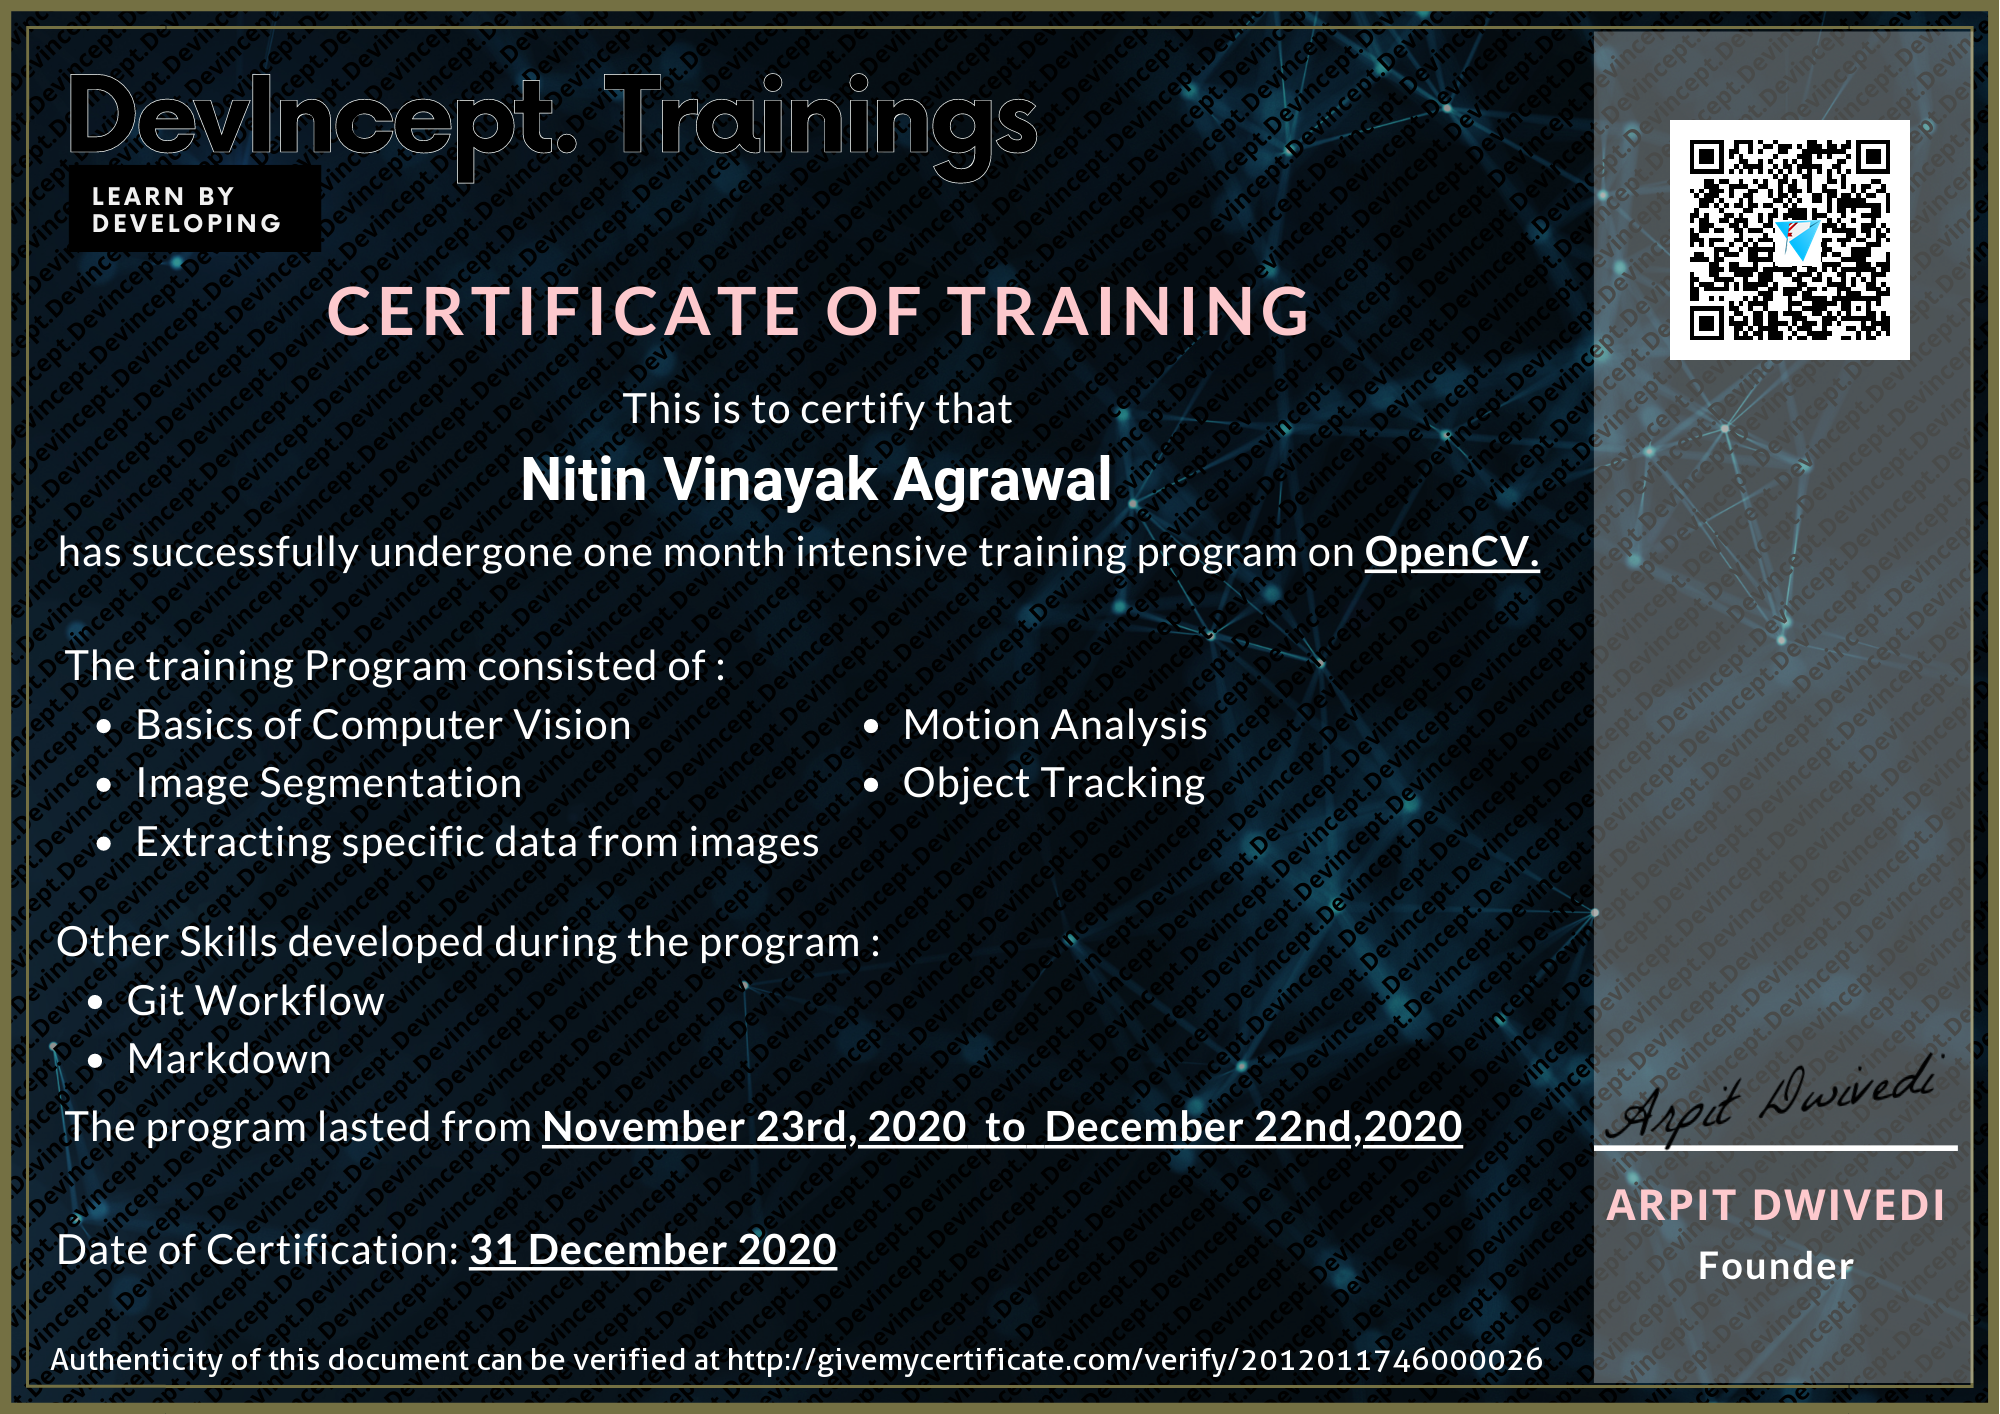 DevIncept. Trainings
LEARN BY
DEVELOPING
CERTIFICATE OF TRAINING
This is to certify that
Nitin Vinayak Agrawal
has successfully undergone one month intensive training program on OpenCV.
The training Program consisted of :
• Basics of Computer Vision
• Image Segmentation
• Extracting specific data from images
• Motion Analysis
• Object Tracking
Other Skills developed during the program :
• Git Workflow
• Markdown
The program lasted from November 23rd, 2020 to December 22nd,2020
Date of Certification: 31 December 2020
Authenticity of this document can be verified at http://givemycertificate.com/verify/2012011746000026
Arpit Dwivedi
ARPIT DWIVEDI
Founder